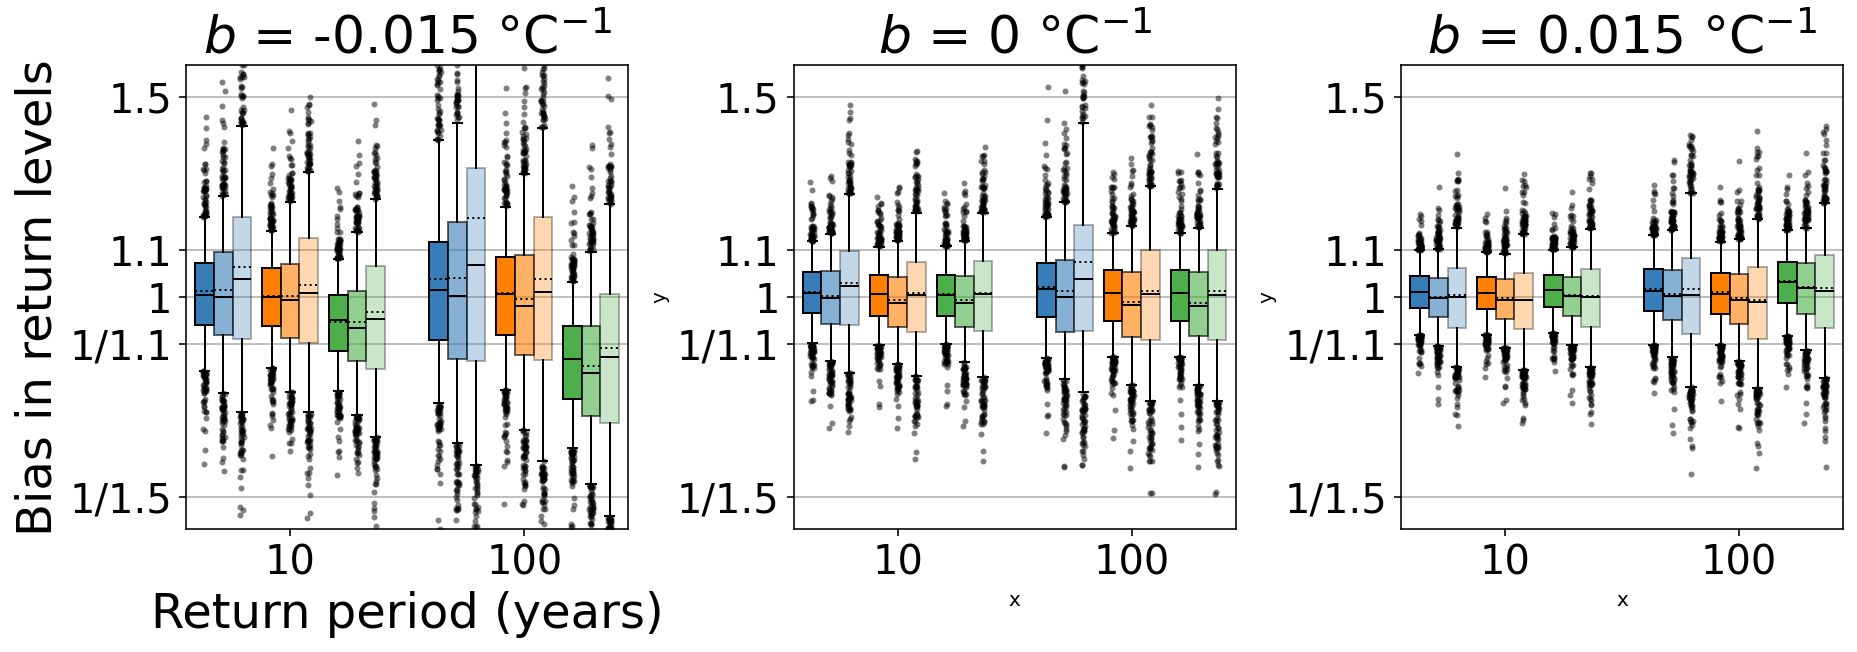 b = -0.015 °C⁻¹
b = 0 °C⁻¹
b = 0.015 °C⁻¹
Bias in return levels
1.5
1.1
1
1/1.1
1/1.5
10
100
Return period (years)
y
1.5
1.1
1
1/1.1
1/1.5
10
100
x
y
1.5
1.1
1
1/1.1
1/1.5
10
100
x